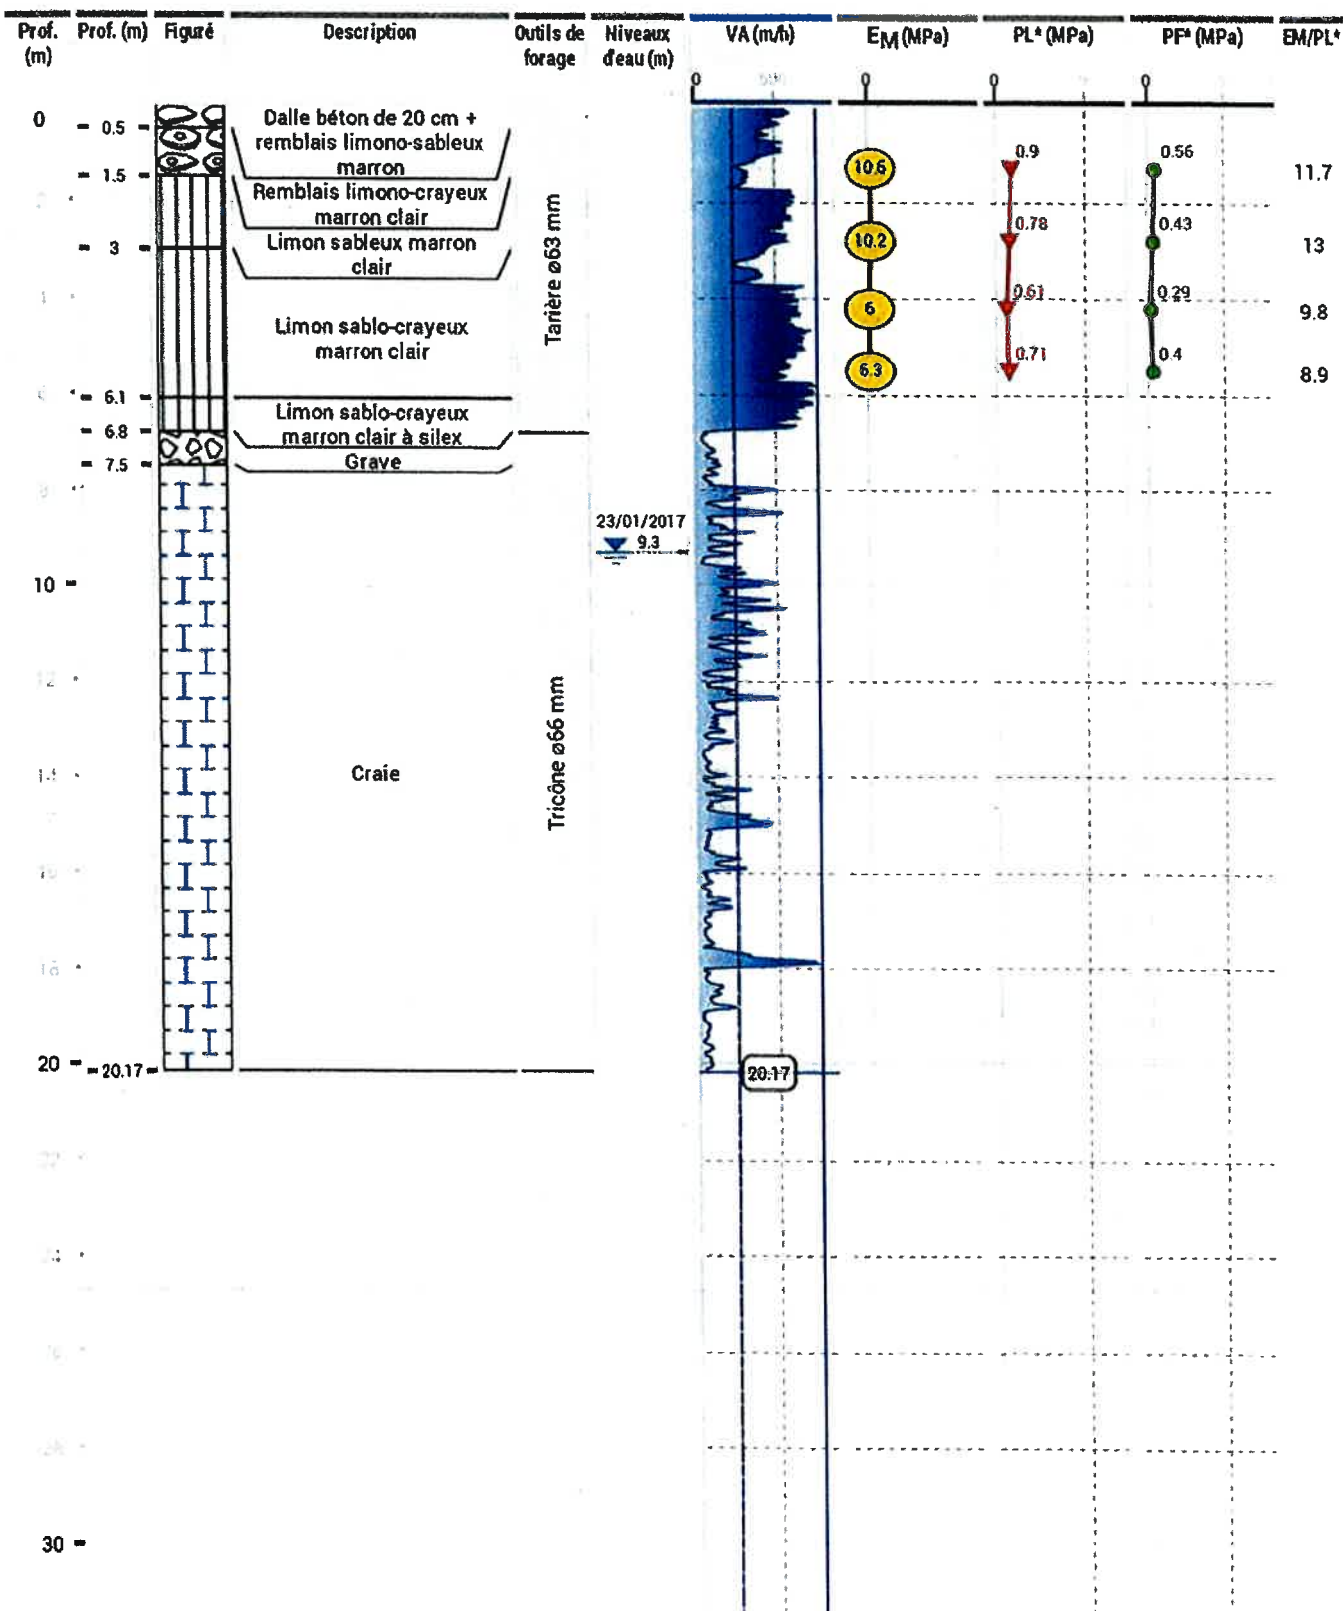 Prof. (m)
Prof. (m)
Figuré
Description
Outils de forage
Niveaux d'eau (m)
VA (m/h)
EM (MPa)
PL* (MPa)
PF* (MPa)
EM/PL*
0
0
0
0
0
0.5
1.5
3
6.1
6.8
7.5
10
12
14
16
18
20
20.17
22
30
Dalle béton de 20 cm +
remblais limono-sableux
marron
Remblais limono-crayeux
marron clair
Limon sableux marron
clair
Limon sablo-crayeux
marron clair
Limon sablo-crayeux
marron clair à silex
Grave
Craie
Tarière ø63 mm
Tricône ø66 mm
23/01/2017
9.3
20.17
10.6
10.2
6
6.3
0.9
0.78
0.61
0.71
0.56
0.43
0.29
0.4
11.7
13
9.8
8.9